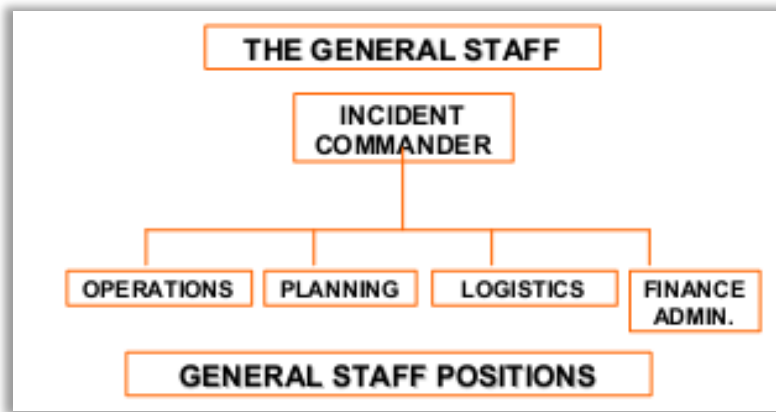 THE GENERAL STAFF
INCIDENT
COMMANDER
OPERATIONS
PLANNING
LOGISTICS
FINANCE
ADMIN.
GENERAL STAFF POSITIONS